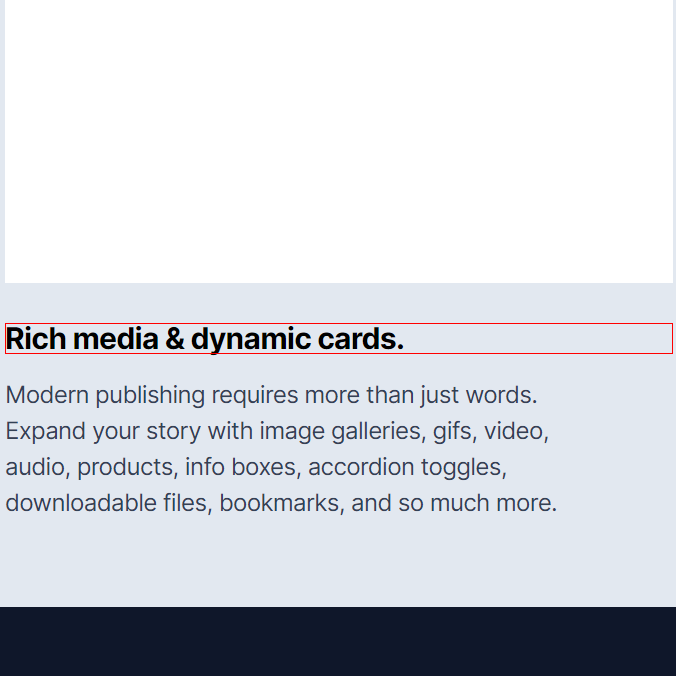 Rich media & dynamic cards.
Modern publishing requires more than just words.
Expand your story with image galleries, gifs, video,
audio, products, info boxes, accordion toggles,
downloadable files, bookmarks, and so much more.